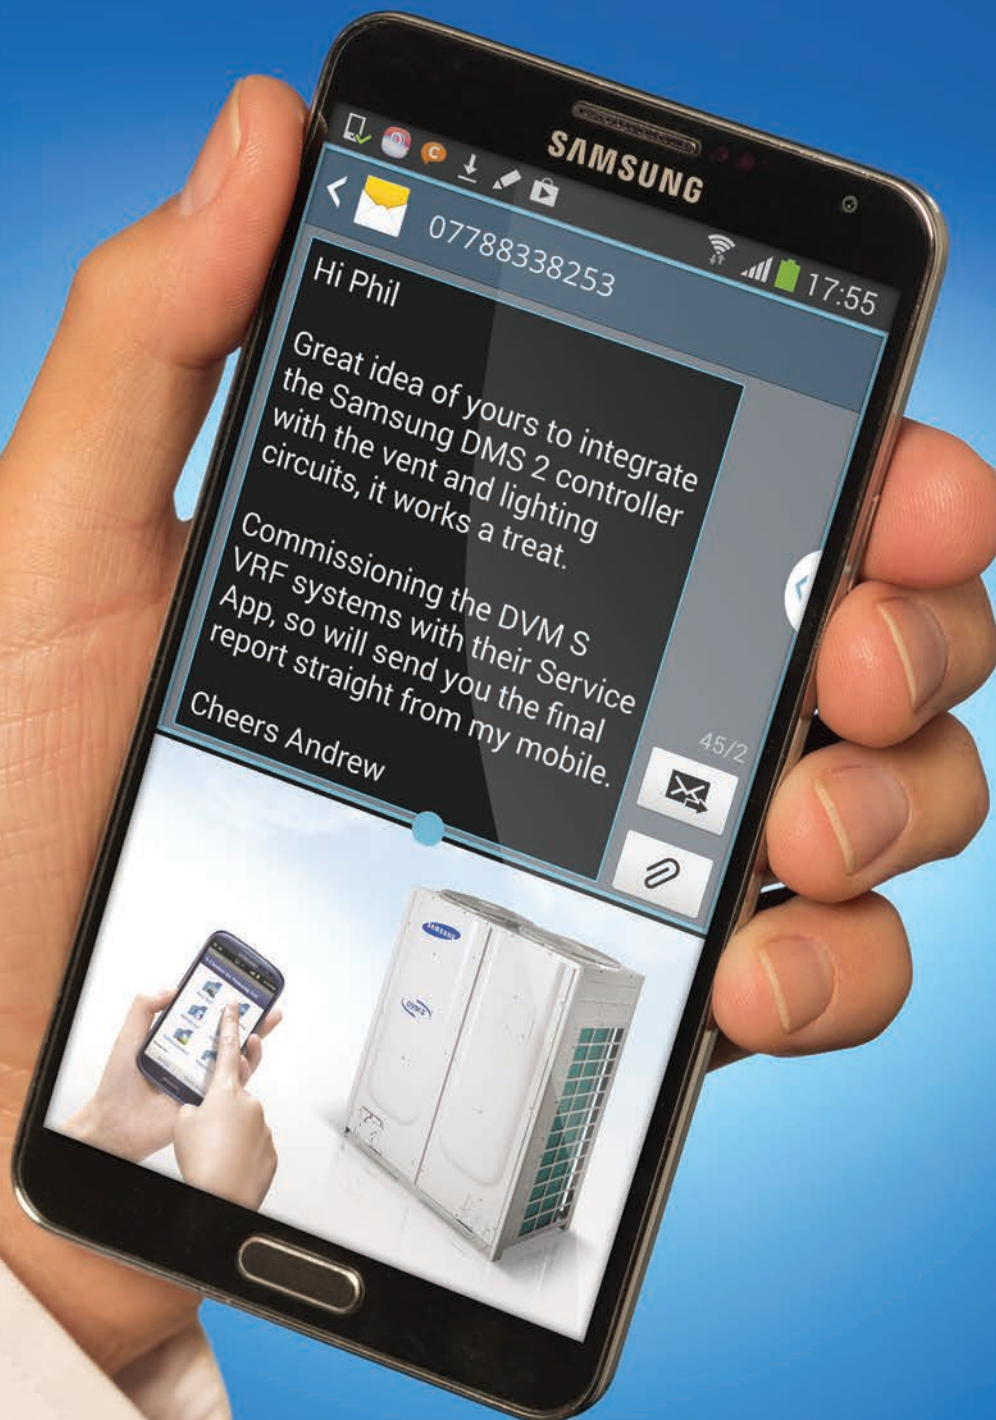 SAMSUNG
17:55
07788338253
Hi Phil
Great idea of yours to integrate
the Samsung DMS 2 controller
with the vent and lighting
circuits, it works a treat.
Commissioning the DVM S
VRF systems with their Service
App, so will send you the final
report straight from my mobile.
Cheers Andrew
45/2
SAMSUNG
DVM S